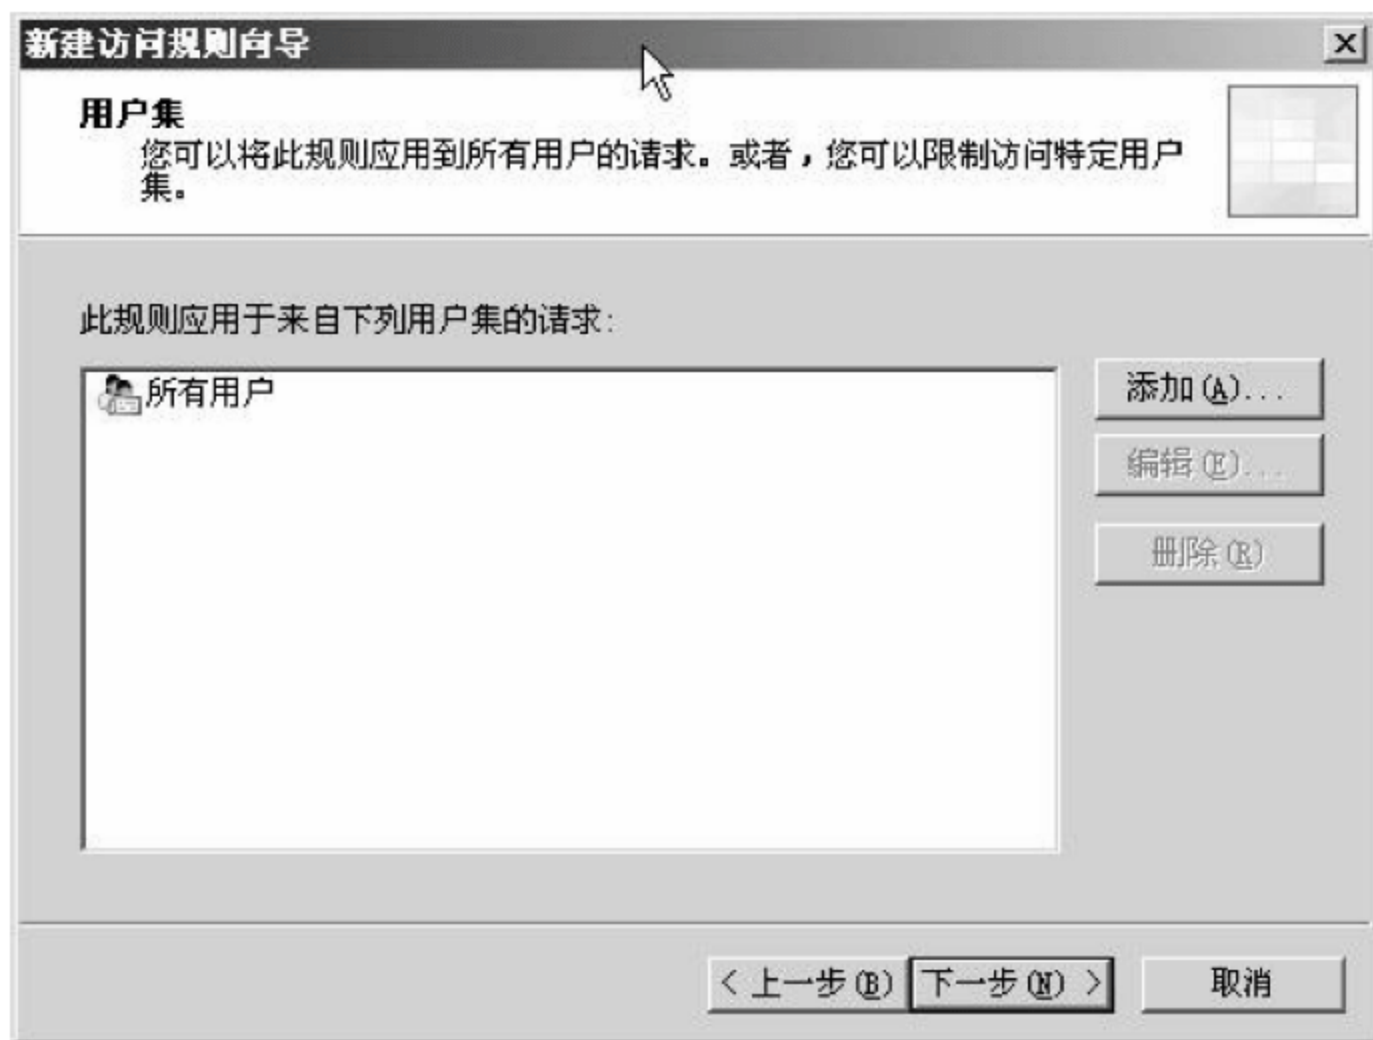 新建访问规则向导
用户集
您可以将此规则应用到所有用户的请求。或者，您可以限制访问特定用户
集。
此规则应用于来自下列用户集的请求:
所有用户
添加(A)...
编辑(E)...
删除(R)
< 上一步(B)
下一步(N) >
取消